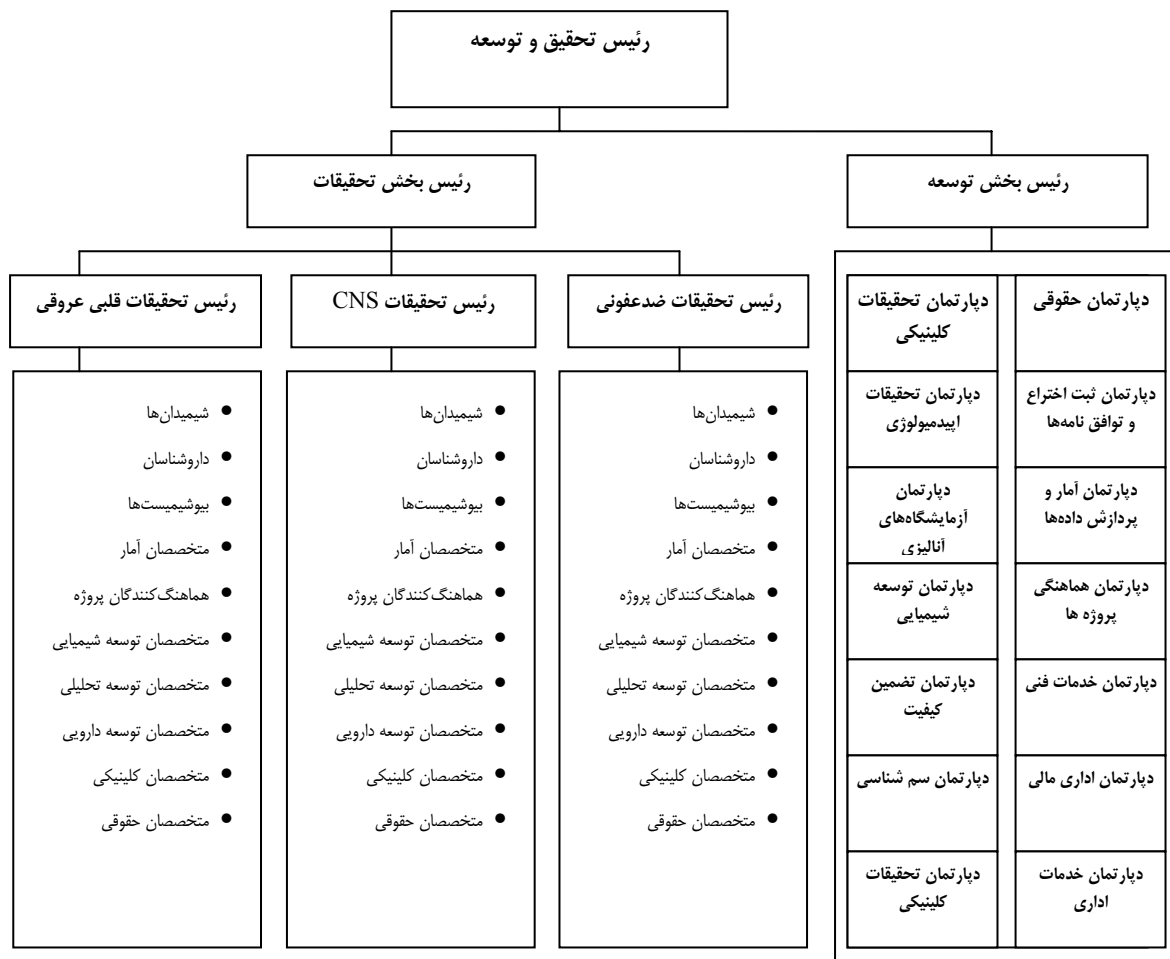 رئیس تحقیق و توسعه
رئیس بخش توسعه
رئیس بخش تحقیقات
دپارتمان حقوقی
دپارتمان ثبت اختراع
و توافق نامه‌ها
دپارتمان آمار و
پردازش داده‌ها
دپارتمان هماهنگی
پروژه ها
دپارتمان خدمات فنی
دپارتمان اداری مالی
دپارتمان خدمات
اداری
دپارتمان تحقیقات
کلینیکی
دپارتمان تحقیقات
اپیدمیولوژی
دپارتمان
آزمایشگاه‌های
آنالیزی
دپارتمان توسعه
شیمیایی
دپارتمان تضمین
کیفیت
دپارتمان سم شناسی
دپارتمان تحقیقات
کلینیکی
رئیس تحقیقات ضدعفونی
● شیمیدان‌ها
● داروشناسان
● بیوشیمیست‌ها
● متخصصان آمار
● هماهنگ‌کنندگان پروژه
● متخصصان توسعه شیمیایی
● متخصصان توسعه تحلیلی
● متخصصان توسعه دارویی
● متخصصان کلینیکی
● متخصصان حقوقی
رئیس تحقیقات CNS
● شیمیدان‌ها
● داروشناسان
● بیوشیمیست‌ها
● متخصصان آمار
● هماهنگ‌کنندگان پروژه
● متخصصان توسعه شیمیایی
● متخصصان توسعه تحلیلی
● متخصصان توسعه دارویی
● متخصصان کلینیکی
● متخصصان حقوقی
رئیس تحقیقات قلبی عروقی
● شیمیدان‌ها
● داروشناسان
● بیوشیمیست‌ها
● متخصصان آمار
● هماهنگ‌کنندگان پروژه
● متخصصان توسعه شیمیایی
● متخصصان توسعه تحلیلی
● متخصصان توسعه دارویی
● متخصصان کلینیکی
● متخصصان حقوقی